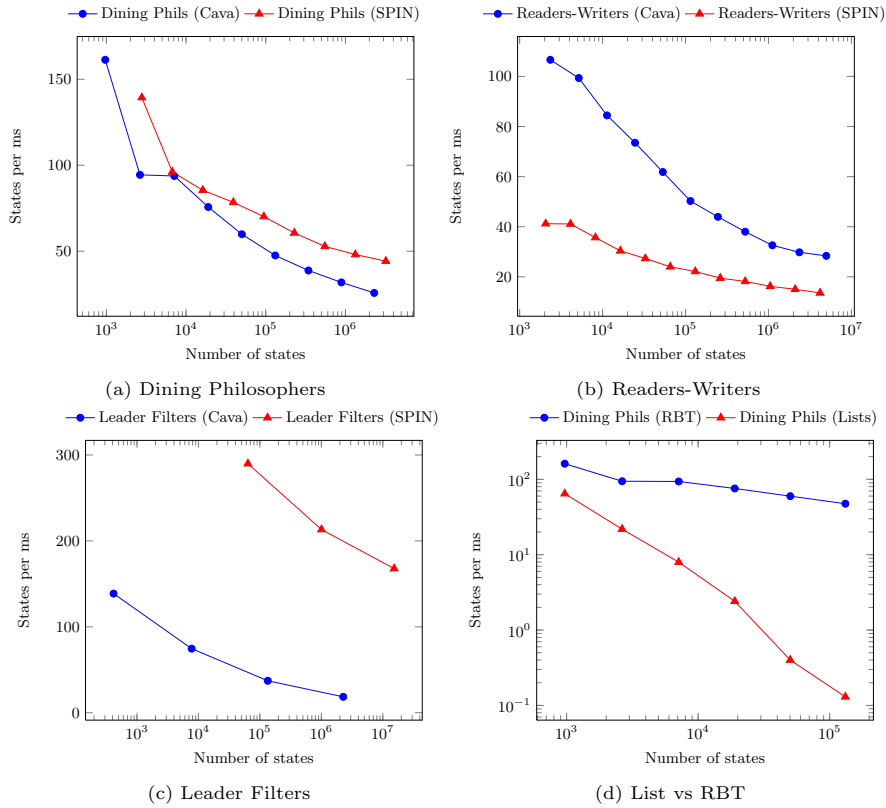 Dining Phils (Cava) Dining Phils (SPIN)
150
100
50
States per ms
10^3 10^4 10^5 10^6
Number of states
(a) Dining Philosophers
Readers-Writers (Cava) Readers-Writers (SPIN)
100
80
60
40
20
States per ms
10^3 10^4 10^5 10^6 10^7
Number of states
(b) Readers-Writers
Leader Filters (Cava) Leader Filters (SPIN)
300
200
100
0
States per ms
10^3 10^4 10^5 10^6 10^7
Number of states
(c) Leader Filters
Dining Phils (RBT) Dining Phils (Lists)
10^2
10^1
10^0
10^−1
States per ms
10^3 10^4 10^5
Number of states
(d) List vs RBT